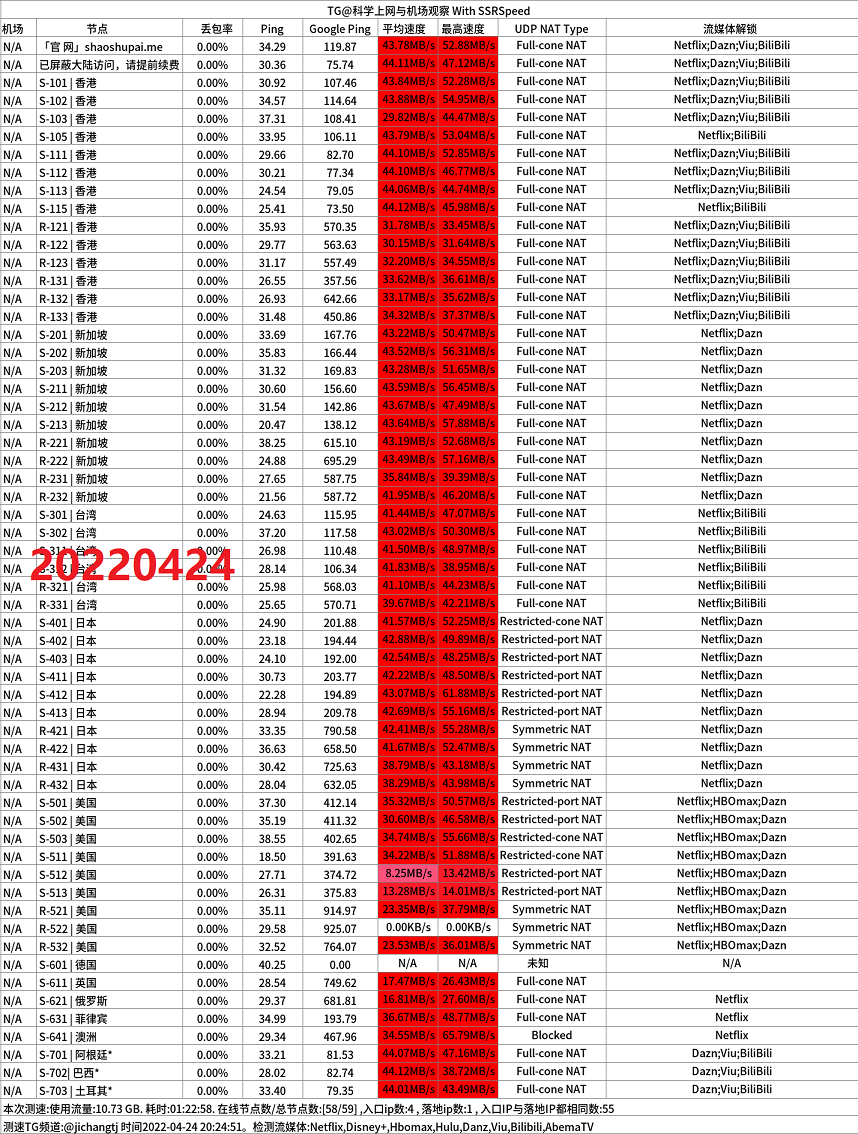 TG@科学上网与机场观察 With SSRSpeed
机场 节点 丢包率 Ping Google Ping 平均速度 最高速度 UDP NAT Type 流媒体解锁
N/A 「官 网」shaoshupai.me 0.00% 34.29 119.87 43.78MB/s 52.88MB/s Full-cone NAT Netflix;Dazn;Viu;BiliBili
N/A 已屏蔽大陆访问，请提前续费 0.00% 30.36 75.74 44.11MB/s 47.12MB/s Full-cone NAT Netflix;Dazn;Viu;BiliBili
N/A S-101 | 香港 0.00% 30.92 107.46 43.84MB/s 52.28MB/s Full-cone NAT Netflix;Dazn;Viu;BiliBili
N/A S-102 | 香港 0.00% 34.57 114.64 43.88MB/s 54.95MB/s Full-cone NAT Netflix;Dazn;Viu;BiliBili
N/A S-103 | 香港 0.00% 37.31 108.41 29.82MB/s 44.47MB/s Full-cone NAT Netflix;Dazn;Viu;BiliBili
N/A S-105 | 香港 0.00% 33.95 106.11 43.79MB/s 53.04MB/s Full-cone NAT Netflix;BiliBili
N/A S-111 | 香港 0.00% 29.66 82.70 44.10MB/s 52.85MB/s Full-cone NAT Netflix;Dazn;Viu;BiliBili
N/A S-112 | 香港 0.00% 30.21 77.34 44.10MB/s 46.77MB/s Full-cone NAT Netflix;Dazn;Viu;BiliBili
N/A S-113 | 香港 0.00% 24.54 79.05 44.06MB/s 44.74MB/s Full-cone NAT Netflix;Dazn;Viu;BiliBili
N/A S-115 | 香港 0.00% 25.41 73.50 44.12MB/s 45.98MB/s Full-cone NAT Netflix;BiliBili
N/A R-121 | 香港 0.00% 35.93 570.35 31.78MB/s 33.45MB/s Full-cone NAT Netflix;Dazn;Viu;BiliBili
N/A R-122 | 香港 0.00% 29.77 563.63 30.15MB/s 31.64MB/s Full-cone NAT Netflix;Dazn;Viu;BiliBili
N/A R-123 | 香港 0.00% 31.17 557.49 32.20MB/s 34.55MB/s Full-cone NAT Netflix;Dazn;Viu;BiliBili
N/A R-131 | 香港 0.00% 26.55 357.56 33.62MB/s 36.61MB/s Full-cone NAT Netflix;Dazn;Viu;BiliBili
N/A R-132 | 香港 0.00% 26.93 642.66 33.17MB/s 35.62MB/s Full-cone NAT Netflix;Dazn;Viu;BiliBili
N/A R-133 | 香港 0.00% 31.48 450.86 34.32MB/s 37.37MB/s Full-cone NAT Netflix;Dazn;Viu;BiliBili
N/A S-201 | 新加坡 0.00% 33.69 167.76 43.22MB/s 50.47MB/s Full-cone NAT Netflix;Dazn
N/A S-202 | 新加坡 0.00% 35.83 166.44 43.52MB/s 56.31MB/s Full-cone NAT Netflix;Dazn
N/A S-203 | 新加坡 0.00% 31.32 169.83 43.28MB/s 51.65MB/s Full-cone NAT Netflix;Dazn
N/A S-211 | 新加坡 0.00% 30.60 156.60 43.59MB/s 56.45MB/s Full-cone NAT Netflix;Dazn
N/A S-212 | 新加坡 0.00% 31.54 142.86 43.67MB/s 47.49MB/s Full-cone NAT Netflix;Dazn
N/A S-213 | 新加坡 0.00% 20.47 138.12 43.64MB/s 57.88MB/s Full-cone NAT Netflix;Dazn
N/A R-221 | 新加坡 0.00% 38.25 615.10 43.19MB/s 52.68MB/s Full-cone NAT Netflix;Dazn
N/A R-222 | 新加坡 0.00% 24.88 695.29 43.49MB/s 57.16MB/s Full-cone NAT Netflix;Dazn
N/A R-231 | 新加坡 0.00% 27.65 587.75 35.84MB/s 39.39MB/s Full-cone NAT Netflix;Dazn
N/A R-232 | 新加坡 0.00% 21.56 587.72 41.95MB/s 46.20MB/s Full-cone NAT Netflix;Dazn
N/A S-301 | 台湾 0.00% 24.63 115.95 41.44MB/s 47.07MB/s Full-cone NAT Netflix;BiliBili
N/A S-302 | 台湾 0.00% 37.20 117.58 43.02MB/s 50.30MB/s Full-cone NAT Netflix;BiliBili
N/A S-311 | 台湾 0.00% 26.98 110.48 41.50MB/s 48.97MB/s Full-cone NAT Netflix;BiliBili
20220424
N/A S-312 | 台湾 0.00% 28.14 106.34 41.83MB/s 38.95MB/s Full-cone NAT Netflix;BiliBili
N/A R-321 | 台湾 0.00% 25.98 568.03 41.10MB/s 44.23MB/s Full-cone NAT Netflix;BiliBili
N/A R-331 | 台湾 0.00% 25.65 570.71 39.67MB/s 42.21MB/s Full-cone NAT Netflix;BiliBili
N/A S-401 | 日本 0.00% 24.90 201.88 41.57MB/s 52.25MB/s Restricted-cone NAT Netflix;Dazn
N/A S-402 | 日本 0.00% 23.18 194.44 42.88MB/s 49.89MB/s Restricted-port NAT Netflix;Dazn
N/A S-403 | 日本 0.00% 24.10 192.00 42.54MB/s 48.25MB/s Restricted-port NAT Netflix;Dazn
N/A S-411 | 日本 0.00% 30.73 203.77 42.22MB/s 48.50MB/s Restricted-port NAT Netflix;Dazn
N/A S-412 | 日本 0.00% 22.28 194.89 43.07MB/s 61.88MB/s Restricted-port NAT Netflix;Dazn
N/A S-413 | 日本 0.00% 28.94 209.78 42.69MB/s 55.16MB/s Restricted-port NAT Netflix;Dazn
N/A R-421 | 日本 0.00% 33.35 790.58 42.41MB/s 55.28MB/s Symmetric NAT Netflix;Dazn
N/A R-422 | 日本 0.00% 36.63 658.50 41.67MB/s 52.47MB/s Symmetric NAT Netflix;Dazn
N/A R-431 | 日本 0.00% 30.42 725.63 38.79MB/s 43.18MB/s Symmetric NAT Netflix;Dazn
N/A R-432 | 日本 0.00% 28.04 632.05 38.29MB/s 43.98MB/s Symmetric NAT Netflix;Dazn
N/A S-501 | 美国 0.00% 37.30 412.14 35.32MB/s 50.57MB/s Restricted-port NAT Netflix;HBOmax;Dazn
N/A S-502 | 美国 0.00% 35.19 411.32 30.60MB/s 46.58MB/s Restricted-port NAT Netflix;HBOmax;Dazn
N/A S-503 | 美国 0.00% 38.55 402.65 34.74MB/s 55.66MB/s Restricted-cone NAT Netflix;HBOmax;Dazn
N/A S-511 | 美国 0.00% 18.50 391.63 34.22MB/s 51.88MB/s Restricted-cone NAT Netflix;HBOmax;Dazn
N/A S-512 | 美国 0.00% 27.71 374.72 8.25MB/s 13.42MB/s Restricted-port NAT Netflix;HBOmax;Dazn
N/A S-513 | 美国 0.00% 26.31 375.83 13.28MB/s 14.01MB/s Restricted-port NAT Netflix;HBOmax;Dazn
N/A R-521 | 美国 0.00% 35.11 914.97 23.35MB/s 37.79MB/s Symmetric NAT Netflix;HBOmax;Dazn
N/A R-522 | 美国 0.00% 29.58 925.07 0.00KB/s 0.00KB/s Symmetric NAT Netflix;HBOmax;Dazn
N/A R-532 | 美国 0.00% 32.52 764.07 23.53MB/s 36.01MB/s Symmetric NAT Netflix;HBOmax;Dazn
N/A S-601 | 德国 0.00% 40.25 0.00 N/A N/A 未知 N/A
N/A S-611 | 英国 0.00% 28.54 749.62 17.47MB/s 26.43MB/s Full-cone NAT
N/A S-621 | 俄罗斯 0.00% 29.37 681.81 16.81MB/s 27.60MB/s Full-cone NAT Netflix
N/A S-631 | 菲律宾 0.00% 34.99 193.79 36.67MB/s 48.77MB/s Full-cone NAT Netflix
N/A S-641 | 澳洲 0.00% 29.34 467.96 34.55MB/s 65.79MB/s Blocked Netflix
N/A S-701 | 阿根廷* 0.00% 33.21 81.53 44.07MB/s 47.16MB/s Full-cone NAT Dazn;Viu;BiliBili
N/A S-702| 巴西* 0.00% 28.02 82.74 44.12MB/s 38.72MB/s Full-cone NAT Dazn;Viu;BiliBili
N/A S-703 | 土耳其* 0.00% 33.40 79.35 44.01MB/s 43.49MB/s Full-cone NAT Dazn;Viu;BiliBili
本次测速:使用流量:10.73 GB. 耗时:01:22:58. 在线节点数/总节点数:[58/59] ,入口ip数:4 , 落地ip数:1 , 入口IP与落地IP都相同数:55
测速TG频道:@jichangtj 时间2022-04-24 20:24:51。检测流媒体:Netflix,Disney+,Hbomax,Hulu,Danz,Viu,Bilibili,AbemaTV